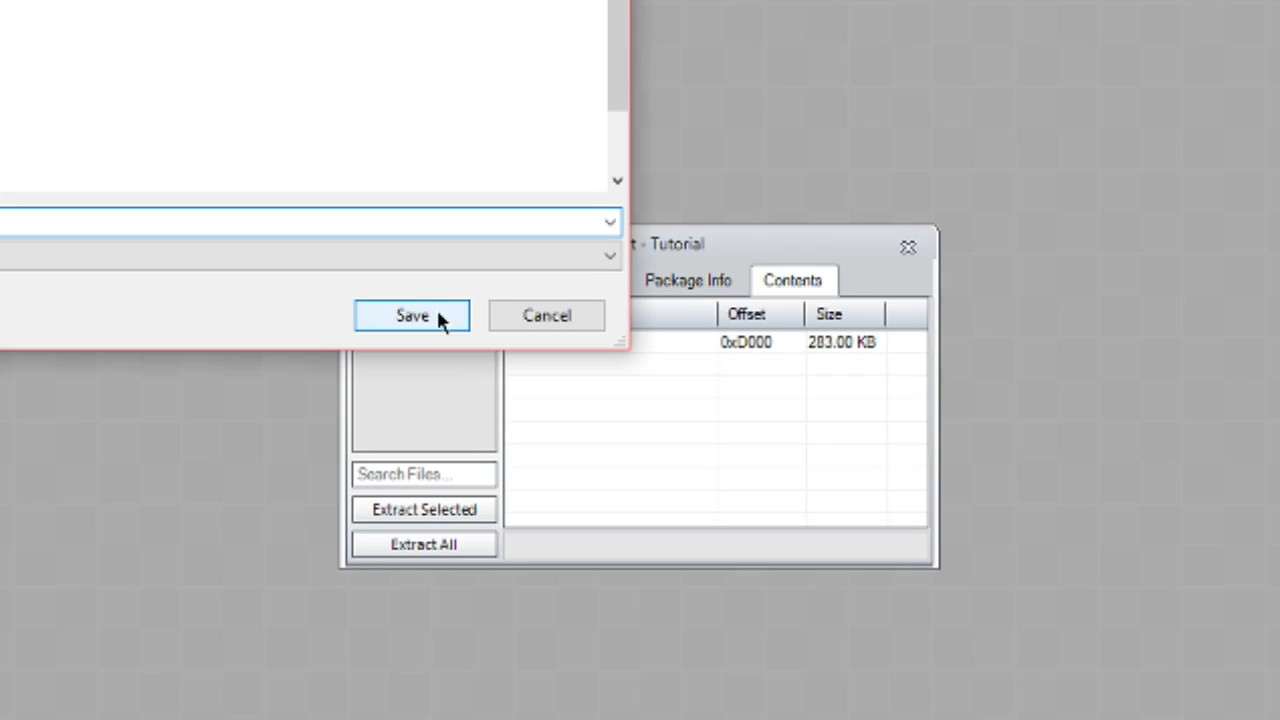 t - Tutorial
Package Info Contents
Offset Size
Save Cancel
0xD000 283.00 KB
Search Files...
Extract Selected
Extract All